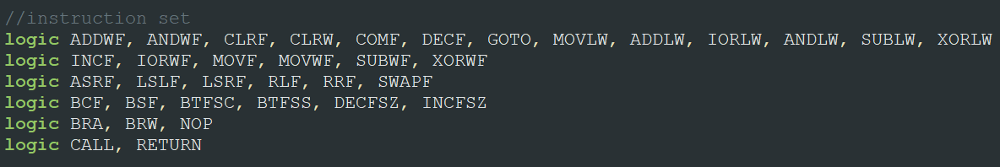 //instruction set
logic ADDWF, ANDWF, CLRF, CLRW, COMF, DECF, GOTO, MOVLW, ADDLW, IORLW, ANDLW, SUBLW, XORLW
logic INCF, IORWF, MOVF, MOVWF, SUBWF, XORWF
logic ASRF, LSLF, LSRF, RLF, RRF, SWAPF
logic BCF, BSF, BTFSC, BTFSS, DECFSZ, INCFSZ
logic BRA, BRW, NOP
logic CALL, RETURN